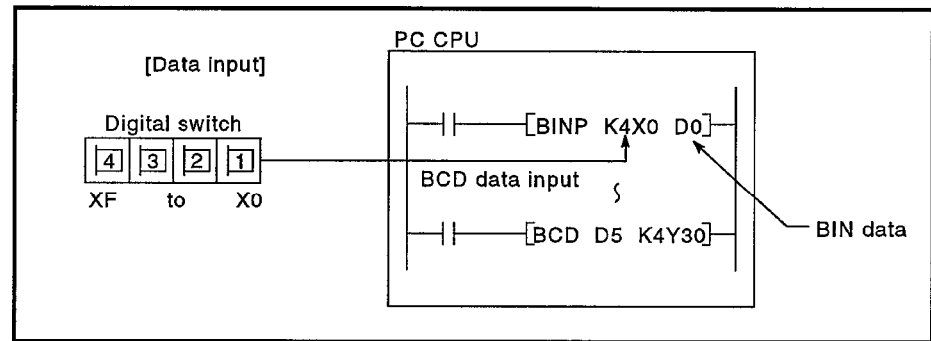 PC CPU
[Data input]
Digital switch
4 3 2 1
XF to X0
[BINP K4X0 D0]
BCD data input
[BCD D5 K4Y30]
BIN data